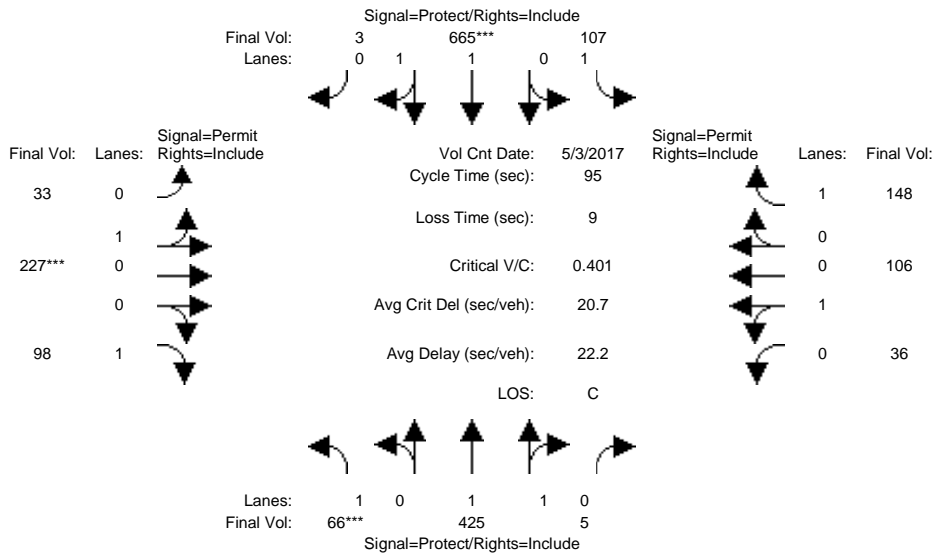 Signal=Protect/Rights=Include
Final Vol: 3 665*** 107
Lanes: 0 1 1 0 1
Signal=Permit
Final Vol: Lanes: Rights=Include
Vol Cnt Date: 5/3/2017
Signal=Permit
Rights=Include Lanes: Final Vol:
Cycle Time (sec): 95
33 0
1 148
Loss Time (sec): 9
1
0
227*** 0
Critical V/C: 0.401
0 106
0
Avg Crit Del (sec/veh): 20.7
1
98 1
Avg Delay (sec/veh): 22.2
0 36
LOS: C
Lanes: 1 0 1 1 0
Final Vol: 66*** 425 5
Signal=Protect/Rights=Include